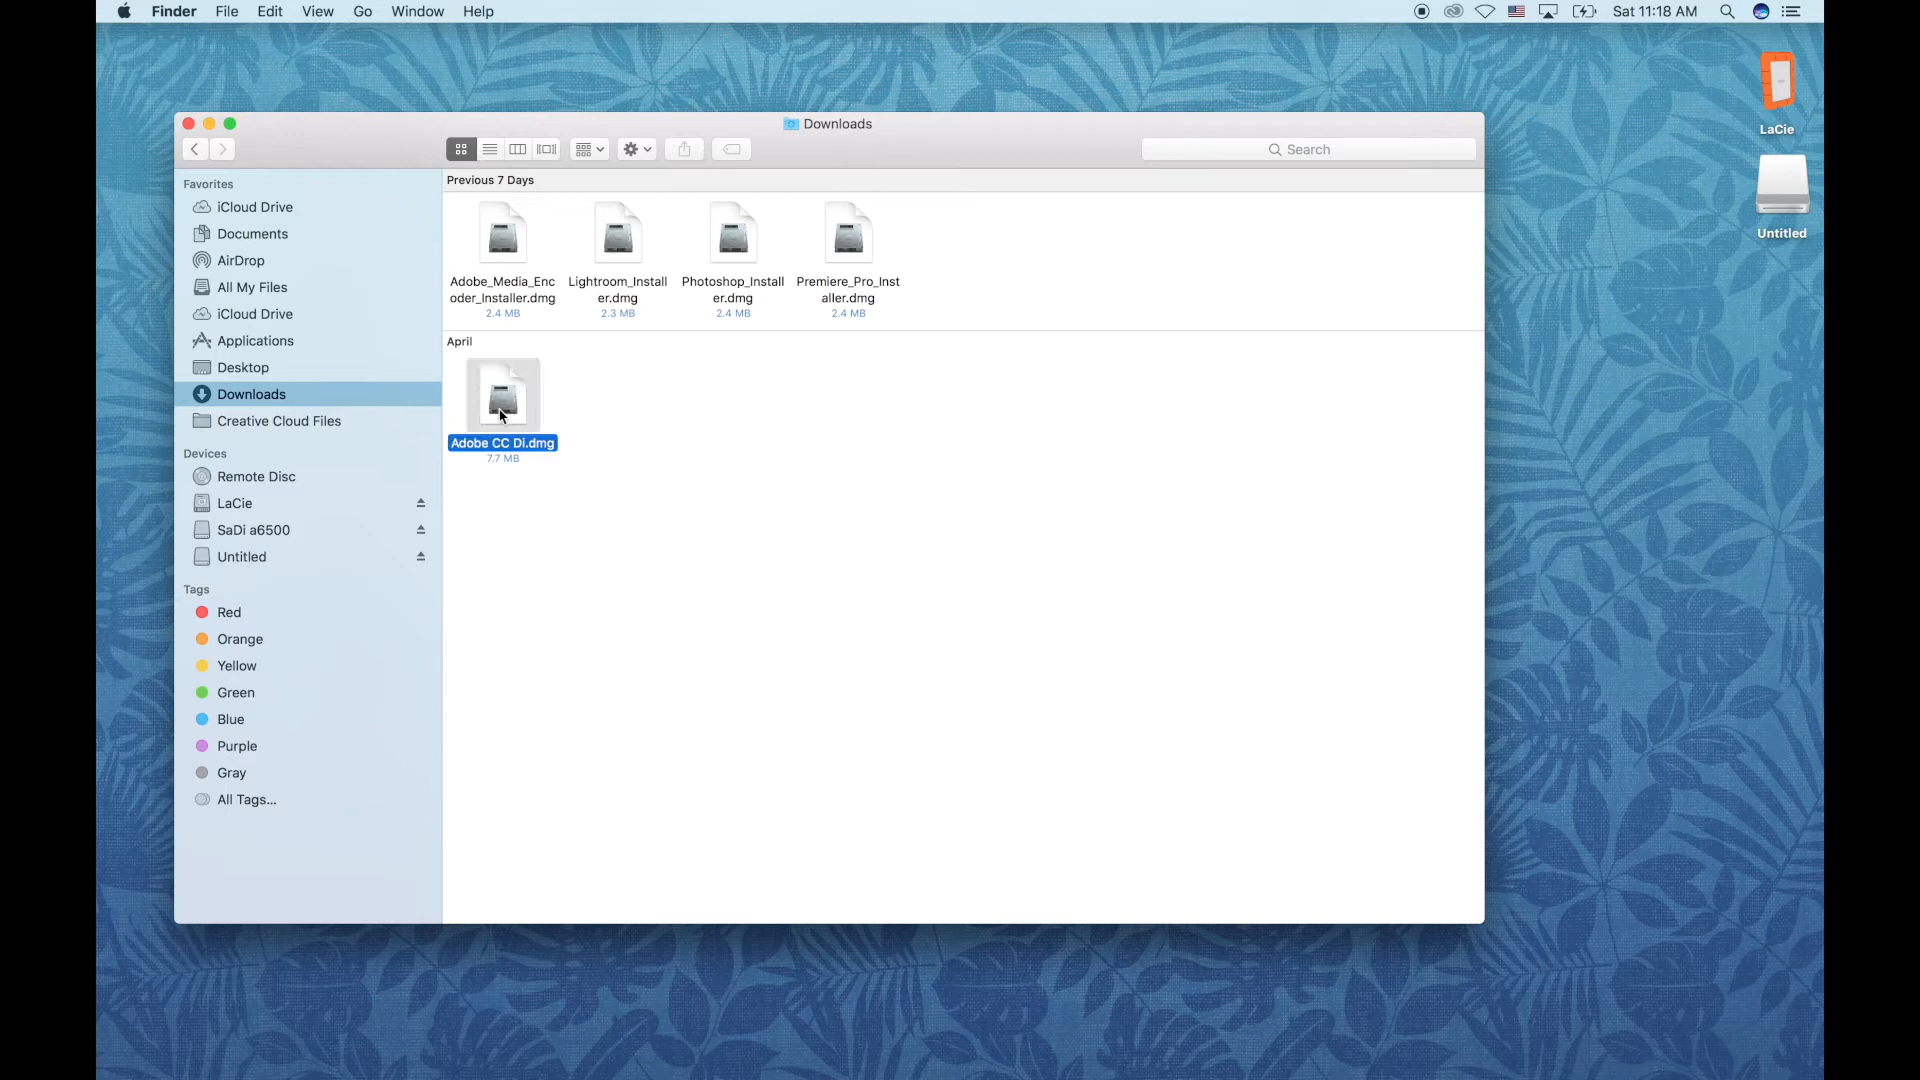 Finder File Edit View Go Window Help Sat 11:18 AM
LaCie
Untitled
Downloads
Search
Favorites
iCloud Drive
Documents
AirDrop
All My Files
iCloud Drive
Applications
Desktop
Downloads
Creative Cloud Files
Devices
Remote Disc
LaCie
SaDi a6500
Untitled
Tags
Red
Orange
Yellow
Green
Blue
Purple
Gray
All Tags...
Previous 7 Days
Adobe_Media_Enc
oder_Installer.dmg
2.4 MB
Lightroom_Install
er.dmg
2.3 MB
Photoshop_Install
er.dmg
2.4 MB
Premiere_Pro_Inst
aller.dmg
2.4 MB
April
Adobe CC Di.dmg
7.7 MB